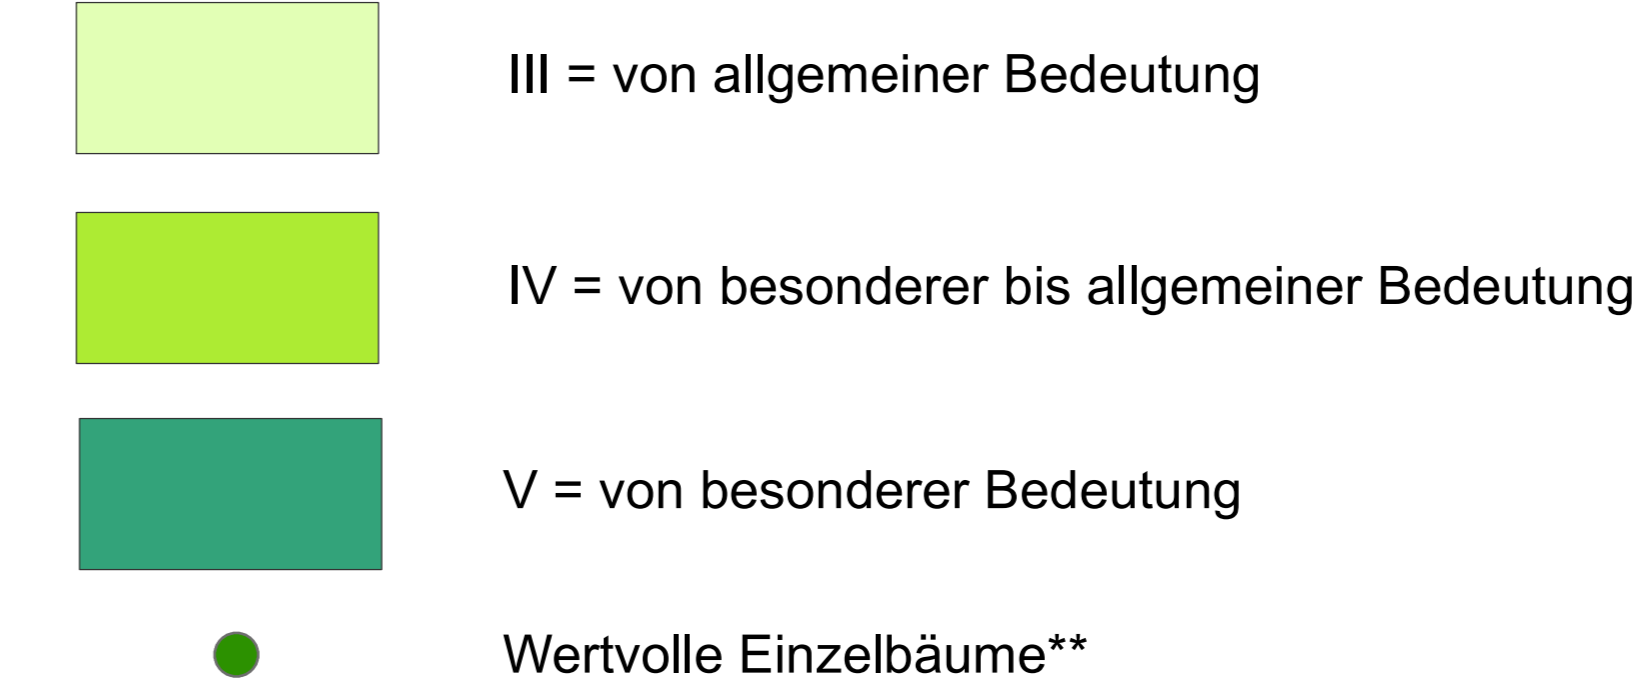 III = von allgemeiner Bedeutung
IV = von besonderer bis allgemeiner Bedeutung
V = von besonderer Bedeutung
Wertvolle Einzelbäume**